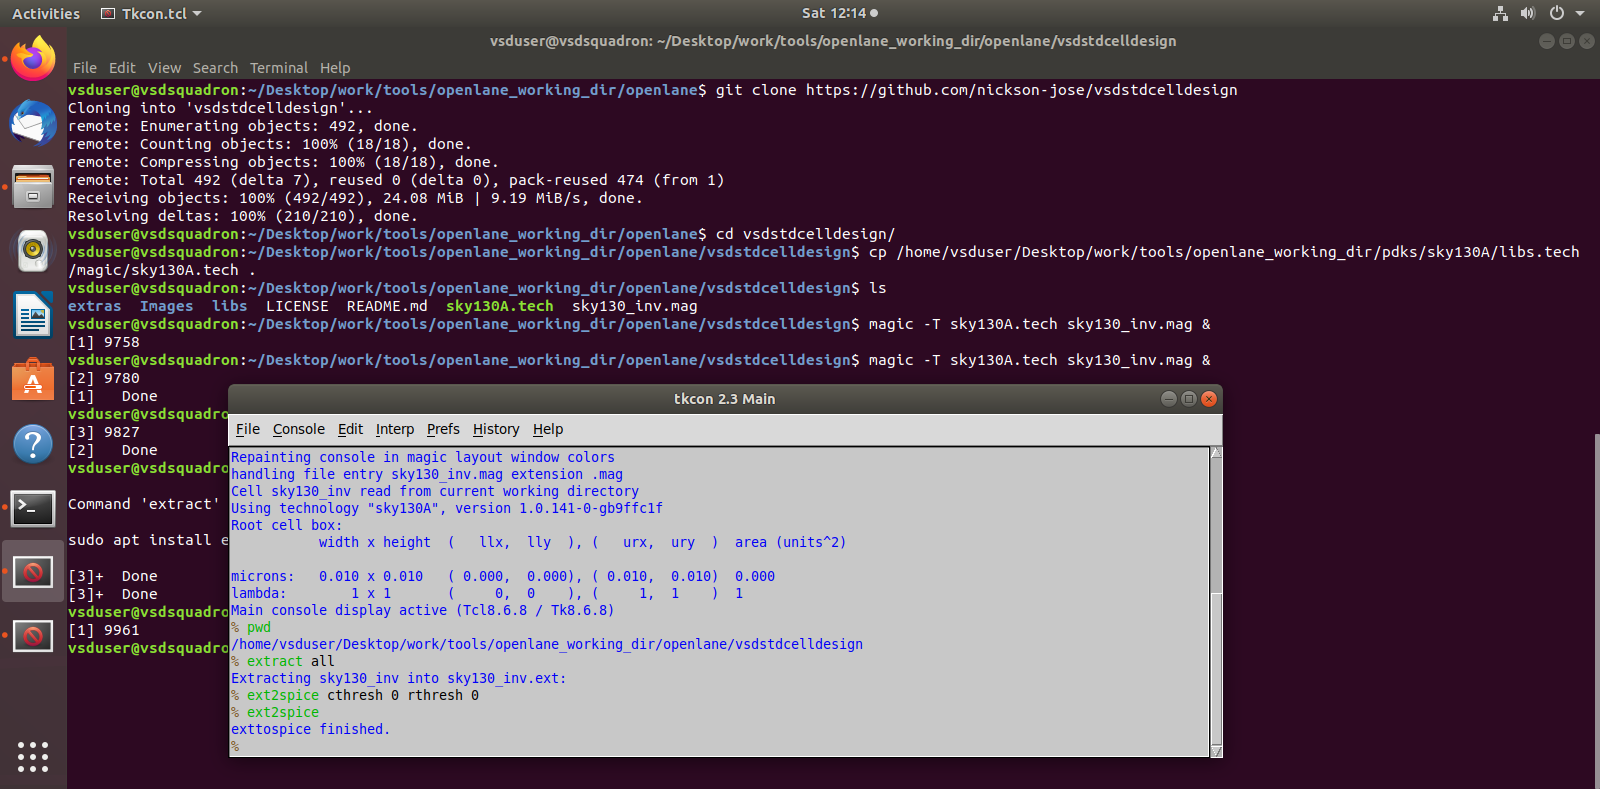 Activities Tkcon.tcl Sat 12:14
vsduser@vsdsquadron: ~/Desktop/work/tools/openlane_working_dir/openlane/vsdstdcelldesign
File Edit View Search Terminal Help
vsduser@vsdsquadron:~/Desktop/work/tools/openlane_working_dir/openlane$ git clone https://github.com/nickson-jose/vsdstdcelldesign
Cloning into 'vsdstdcelldesign'...
remote: Enumerating objects: 492, done.
remote: Counting objects: 100% (18/18), done.
remote: Compressing objects: 100% (18/18), done.
remote: Total 492 (delta 7), reused 0 (delta 0), pack-reused 474 (from 1)
Receiving objects: 100% (492/492), 24.08 MiB | 9.19 MiB/s, done.
Resolving deltas: 100% (210/210), done.
vsduser@vsdsquadron:~/Desktop/work/tools/openlane_working_dir/openlane$ cd vsdstdcelldesign/
vsduser@vsdsquadron:~/Desktop/work/tools/openlane_working_dir/openlane/vsdstdcelldesign$ cp /home/vsduser/Desktop/work/tools/openlane_working_dir/pdks/sky130A/libs.tech
/magic/sky130A.tech .
vsduser@vsdsquadron:~/Desktop/work/tools/openlane_working_dir/openlane/vsdstdcelldesign$ ls
extras Images libs LICENSE README.md sky130A.tech sky130_inv.mag
vsduser@vsdsquadron:~/Desktop/work/tools/openlane_working_dir/openlane/vsdstdcelldesign$ magic -T sky130A.tech sky130_inv.mag &
[1] 9758
vsduser@vsdsquadron:~/Desktop/work/tools/openlane_working_dir/openlane/vsdstdcelldesign$ magic -T sky130A.tech sky130_inv.mag &
[2] 9780
[1] Done
vsduser@vsdsquadro
[3] 9827
[2] Done
vsduser@vsdsquadro
Command 'extract'
sudo apt install e
[3]+ Done
[3]+ Done
vsduser@vsdsquadro
[1] 9961
vsduser@vsdsquadro
tkcon 2.3 Main
File Console Edit Interp Prefs History Help
Repainting console in magic layout window colors
handling file entry sky130_inv.mag extension .mag
Cell sky130_inv read from current working directory
Using technology "sky130A", version 1.0.141-0-gb9ffc1f
Root cell box:
width x height ( llx, lly ), ( urx, ury ) area (units^2)
microns: 0.010 x 0.010 ( 0.000, 0.000), ( 0.010, 0.010) 0.000
lambda: 1 x 1 ( 0, 0 ), ( 1, 1 ) 1
Main console display active (Tcl8.6.8 / Tk8.6.8)
% pwd
/home/vsduser/Desktop/work/tools/openlane_working_dir/openlane/vsdstdcelldesign
% extract all
Extracting sky130_inv into sky130_inv.ext:
% ext2spice cthresh 0 rthresh 0
% ext2spice
exttospice finished.
%